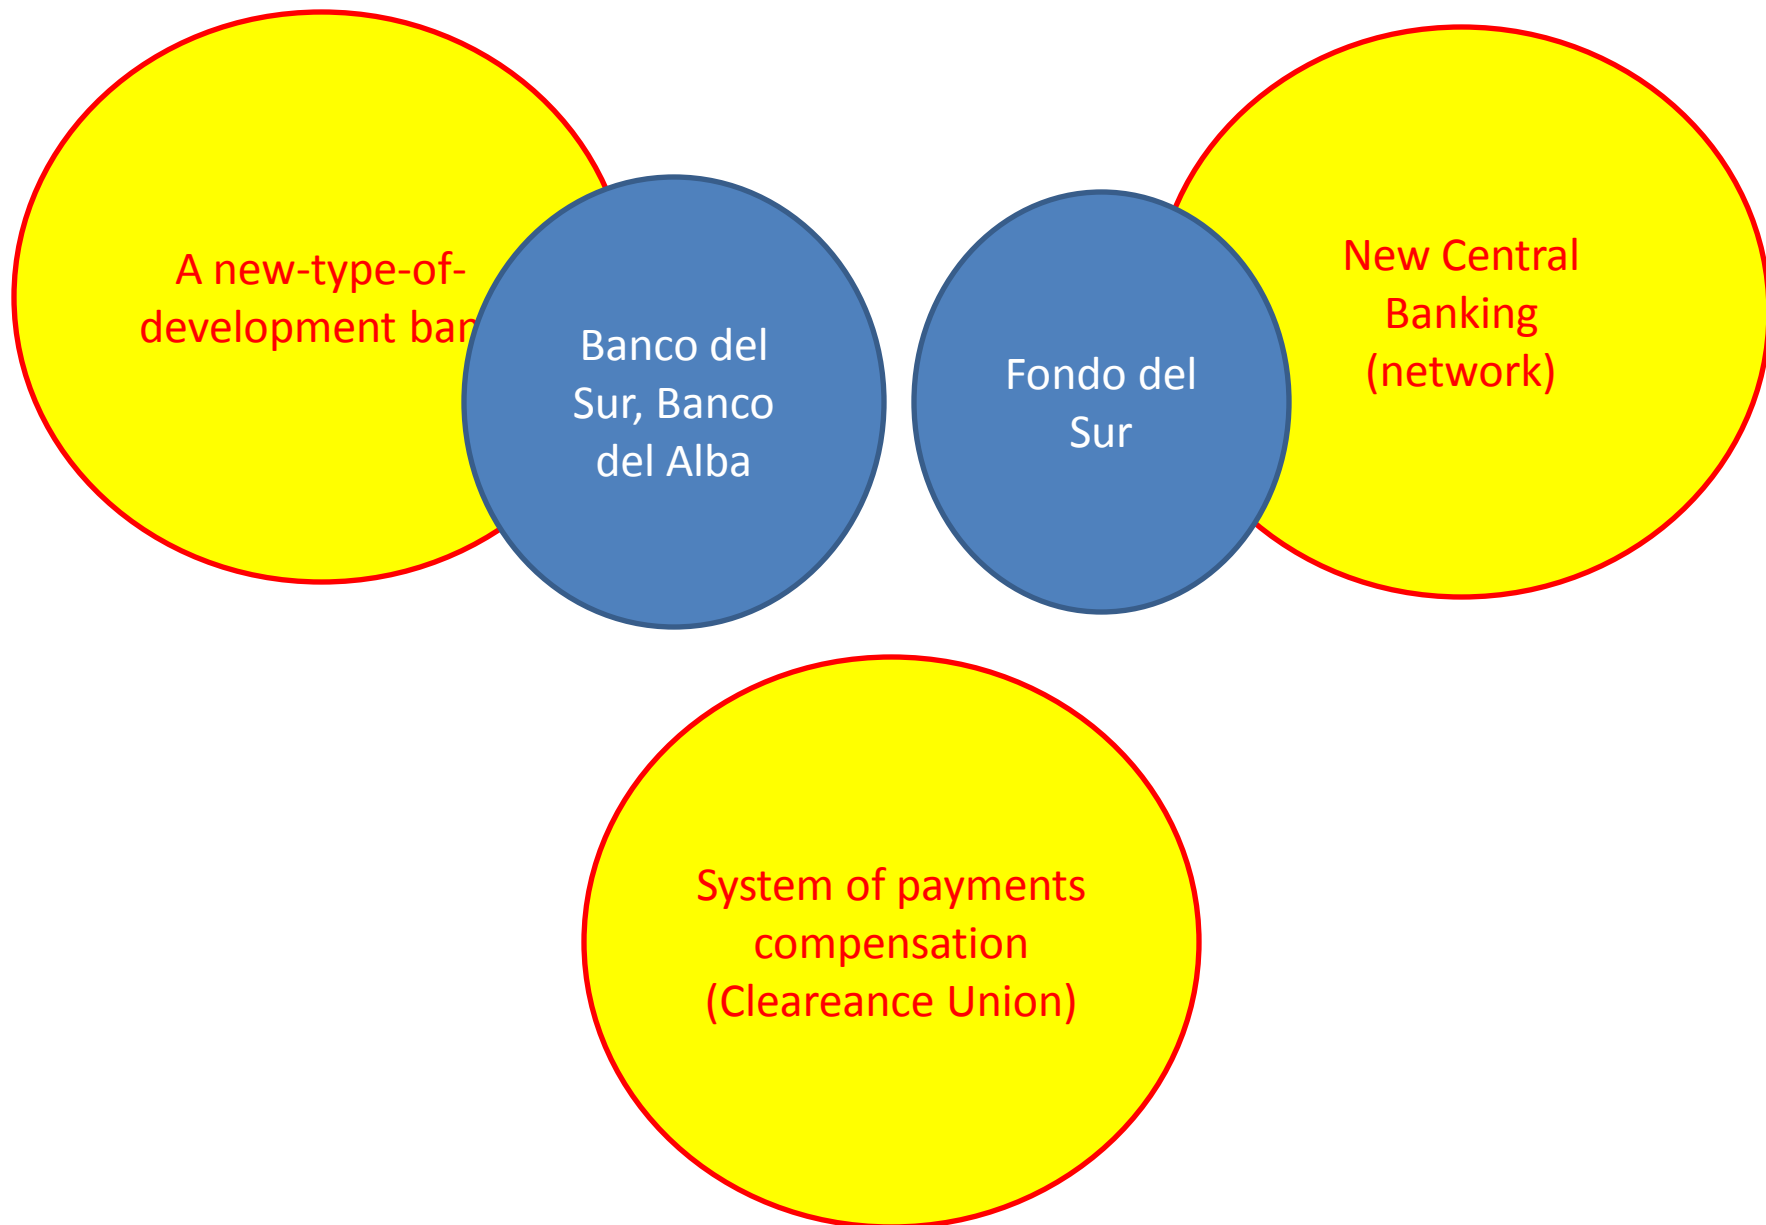 A new-type-of-
development ban
Banco del
Sur, Banco
del Alba
Fondo del
Sur
New Central
Banking
(network)
System of payments
compensation
(Cleareance Union)